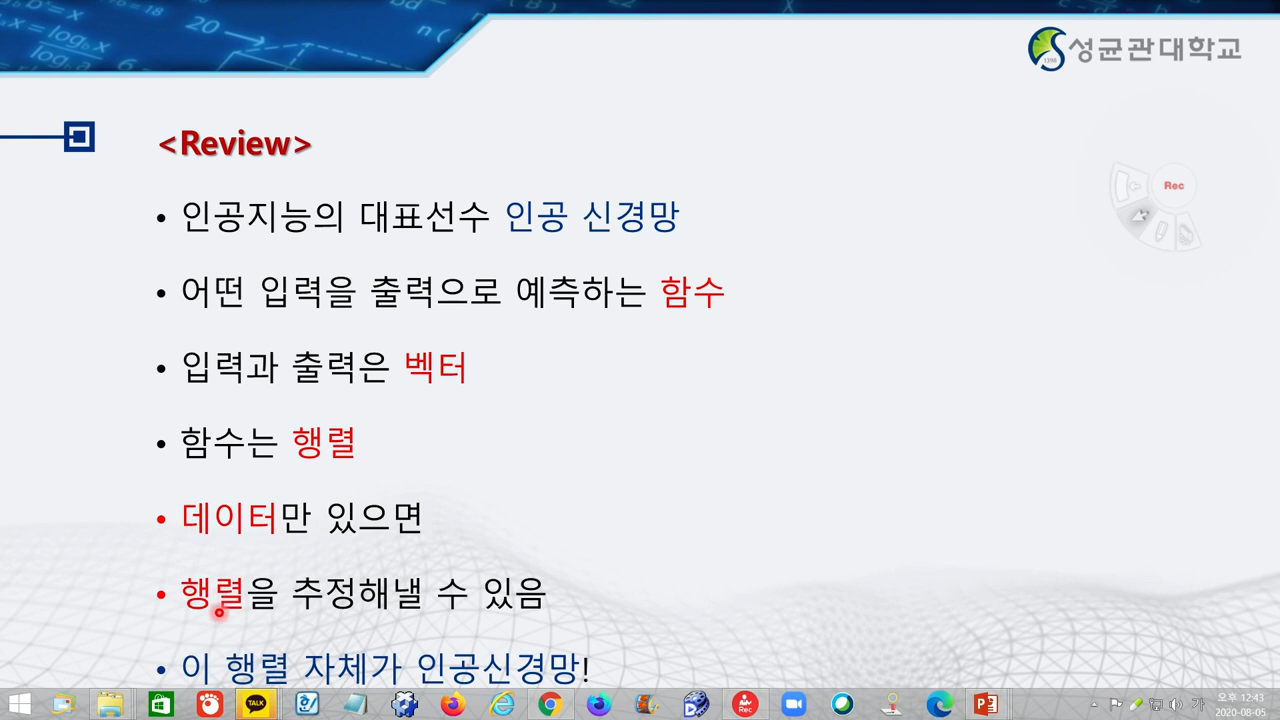 성균관대학교
1398
<Review>
Rec
• 인공지능의 대표선수 인공 신경망
• 어떤 입력을 출력으로 예측하는 함수
• 입력과 출력은 벡터
• 함수는 행렬
• 데이터만 있으면
• 행렬을 추정해낼 수 있음
• 이 행렬 자체가 인공신경망!
TALK
Rec
가
오후 12:43
2020-08-05